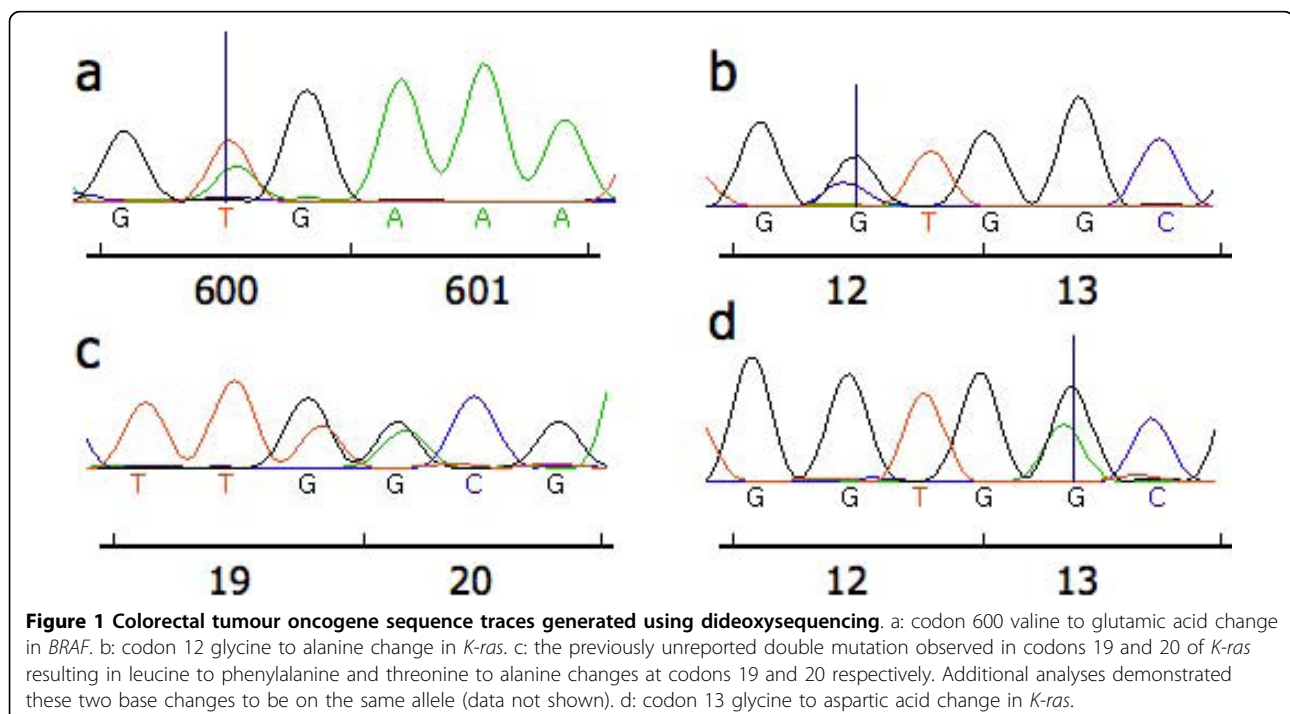 a
G T G A A A
600 601
b
G G T G G C
12 13
c
T T G G C G
19 20
d
G G T G G C
12 13
Figure 1 Colorectal tumour oncogene sequence traces generated using dideoxysequencing. a: codon 600 valine to glutamic acid change
in BRAF. b: codon 12 glycine to alanine change in K-ras. c: the previously unreported double mutation observed in codons 19 and 20 of K-ras
resulting in leucine to phenylalanine and threonine to alanine changes at codons 19 and 20 respectively. Additional analyses demonstrated
these two base changes to be on the same allele (data not shown). d: codon 13 glycine to aspartic acid change in K-ras.